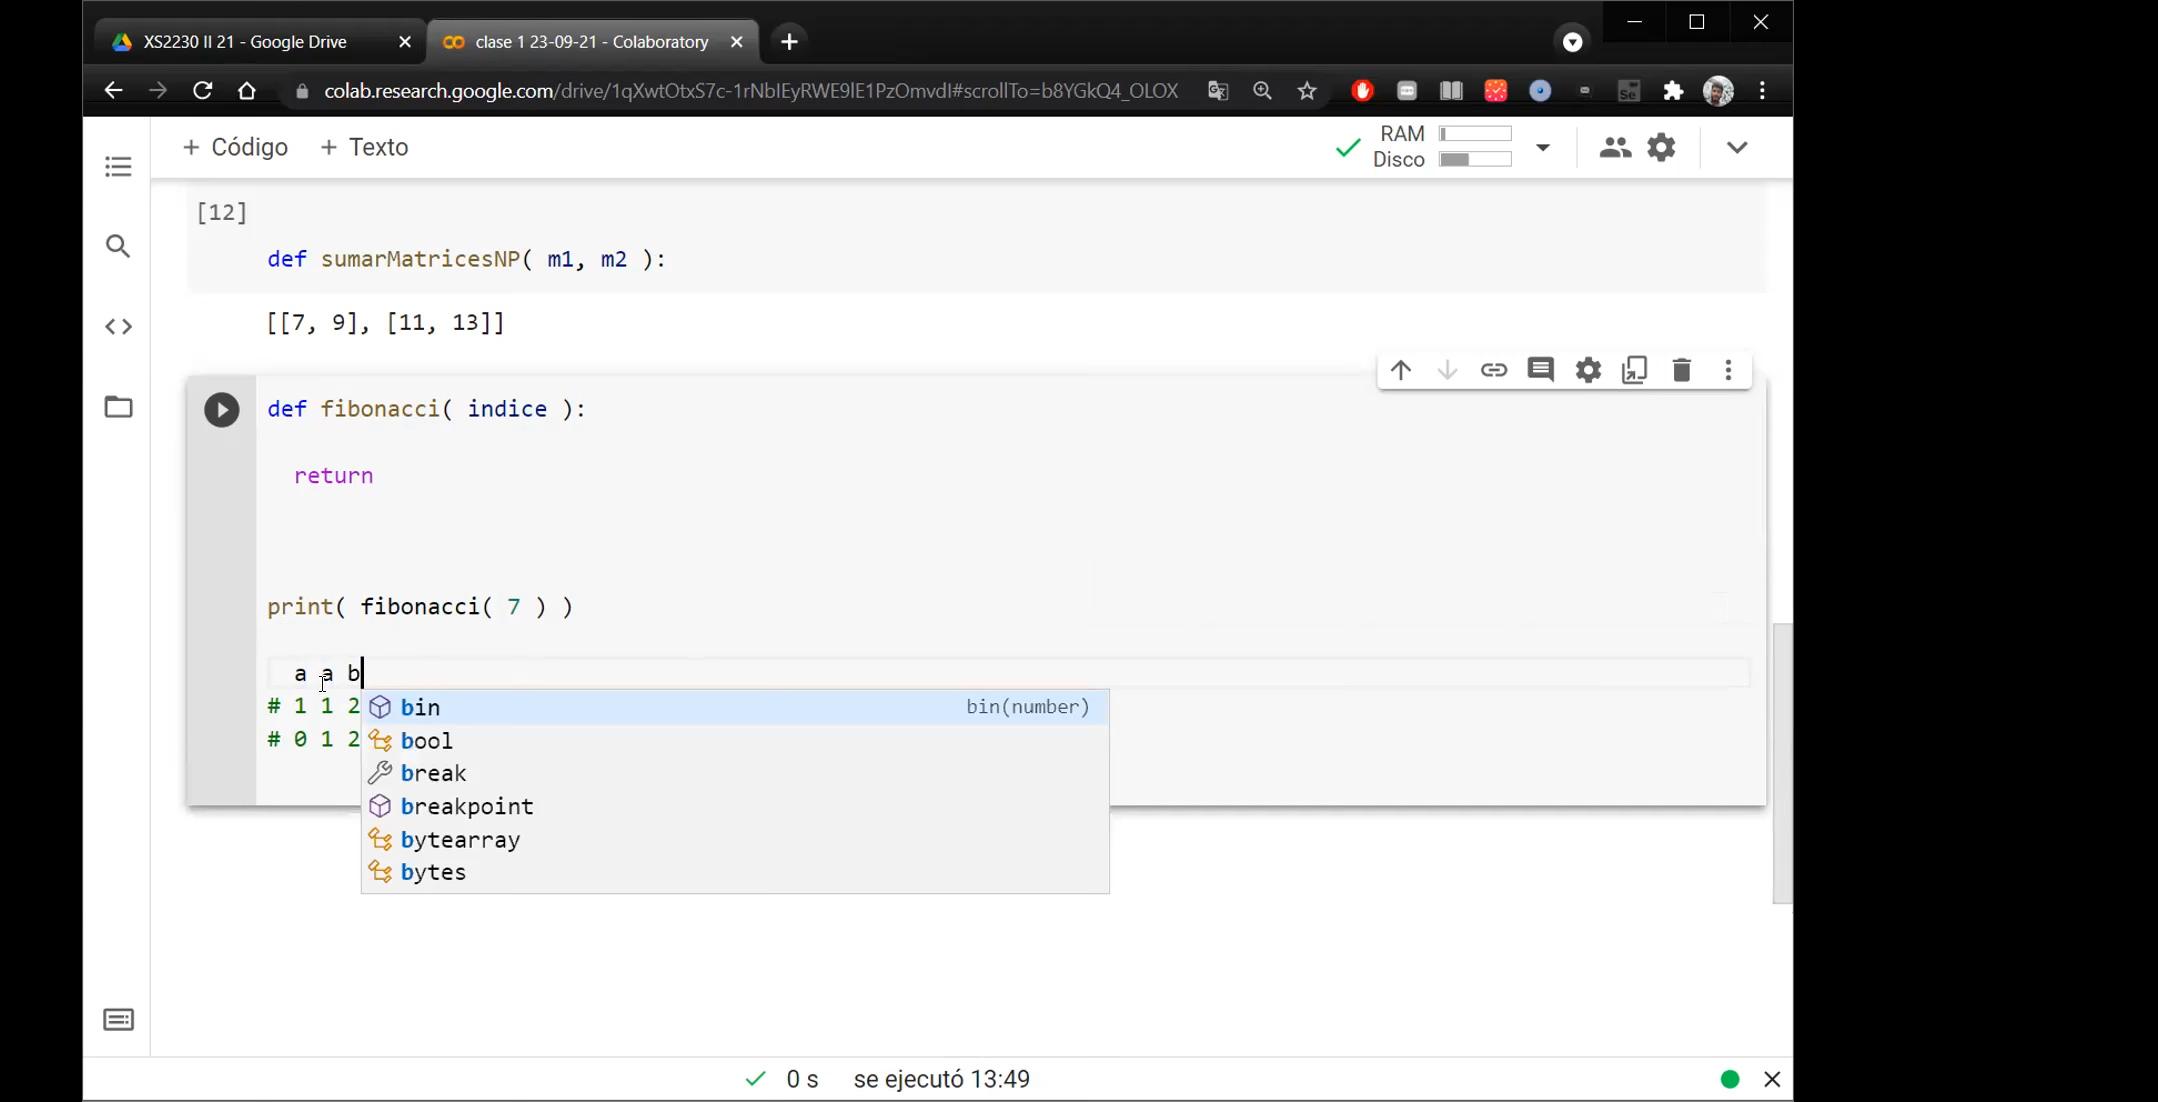 XS2230 II 21 - Google Drive
clase 1 23-09-21 - Colaboratory
colab.research.google.com/drive/1qXwtOtxS7c-1rNbIEyRWE9lE1PzOmvdI#scrollTo=b8YGkQ4_OLOX
+ Código + Texto
RAM
Disco
[12]
def sumarMatricesNP( m1, m2 ):
[[7, 9], [11, 13]]
def fibonacci( indice ):
return
print( fibonacci( 7 ) )
a a b
# 1 1 2
# 0 1 2
bin bin(number)
bool
break
breakpoint
bytearray
bytes
0 s se ejecutó 13:49